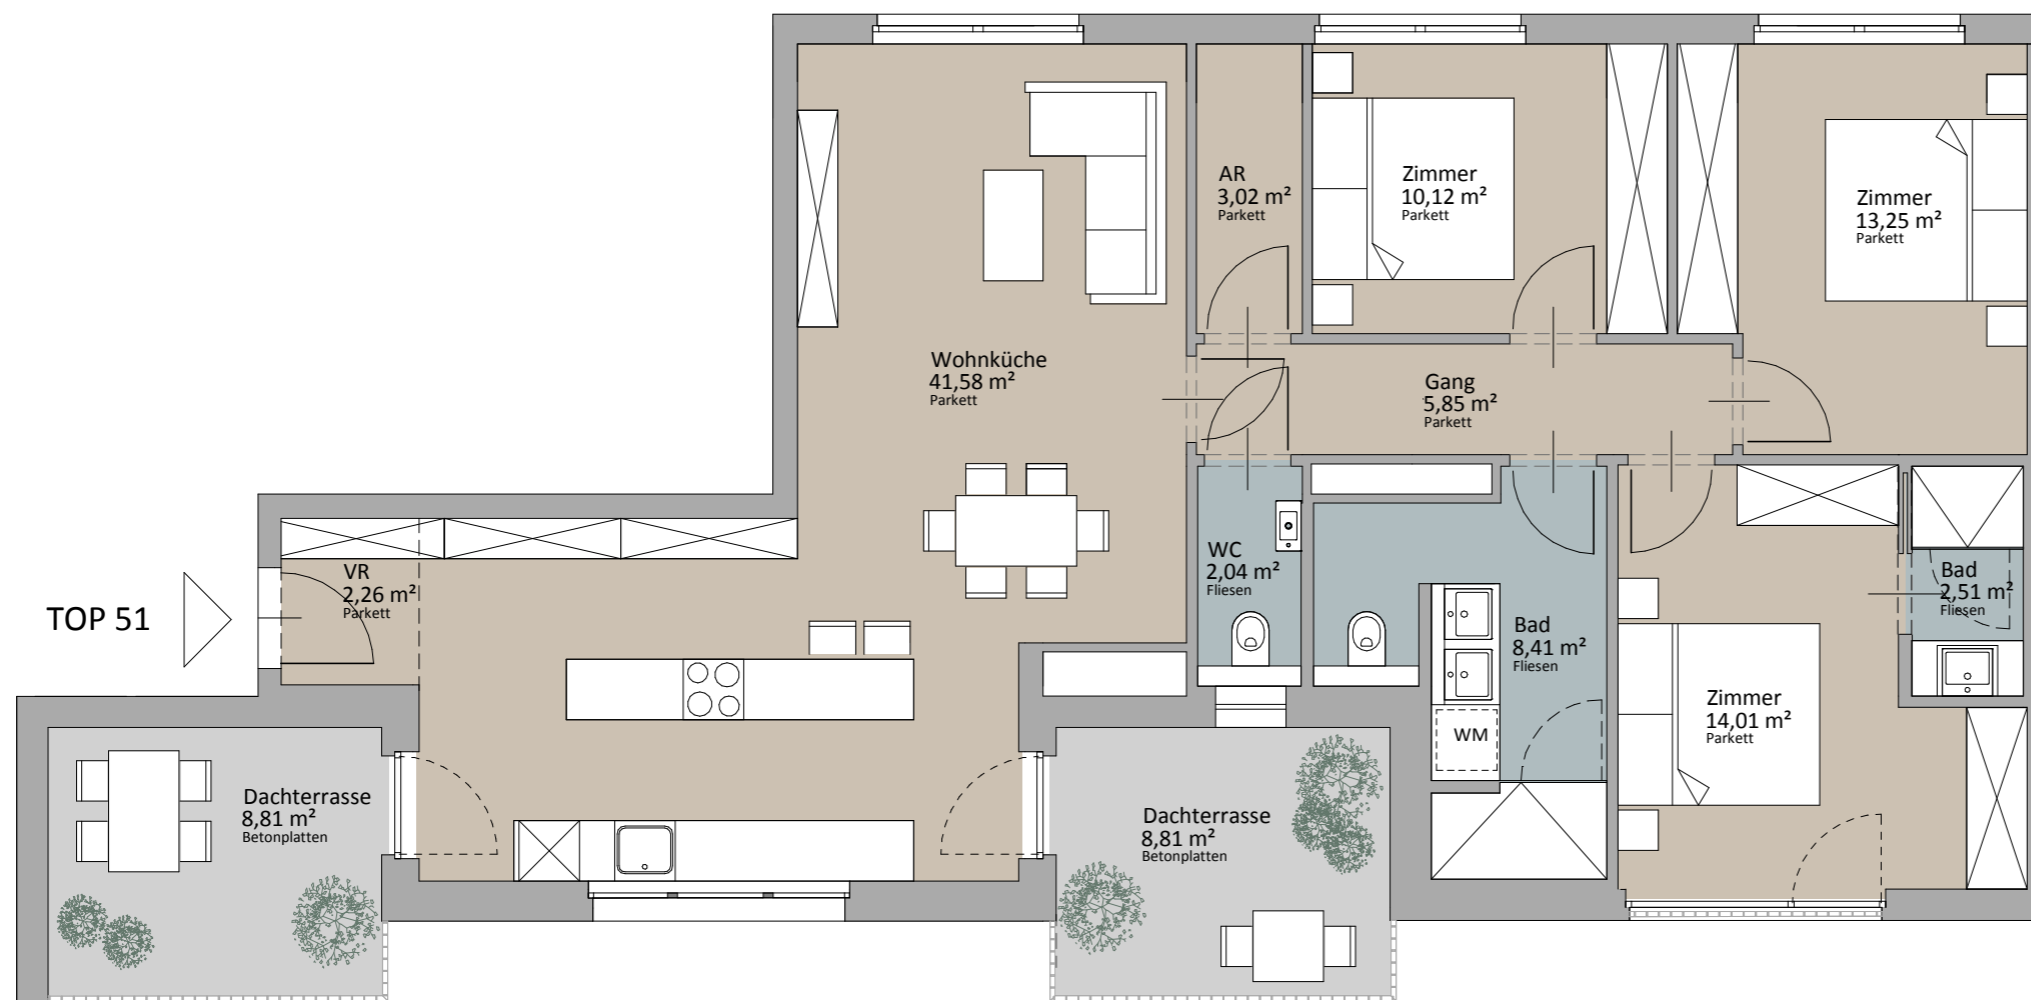 AR
3,02 m²
Parkett
Zimmer
10,12 m²
Parkett
Zimmer
13,25 m²
Parkett
Wohnküche
41,58 m²
Parkett
Gang
5,85 m²
Parkett
TOP 51
VR
2,26 m²
Parkett
WC
2,04 m²
Fliesen
Bad
8,41 m²
Fliesen
Bad
2,51 m²
Fliesen
Zimmer
14,01 m²
Parkett
WM
Dachterrasse
8,81 m²
Betonplatten
Dachterrasse
8,81 m²
Betonplatten